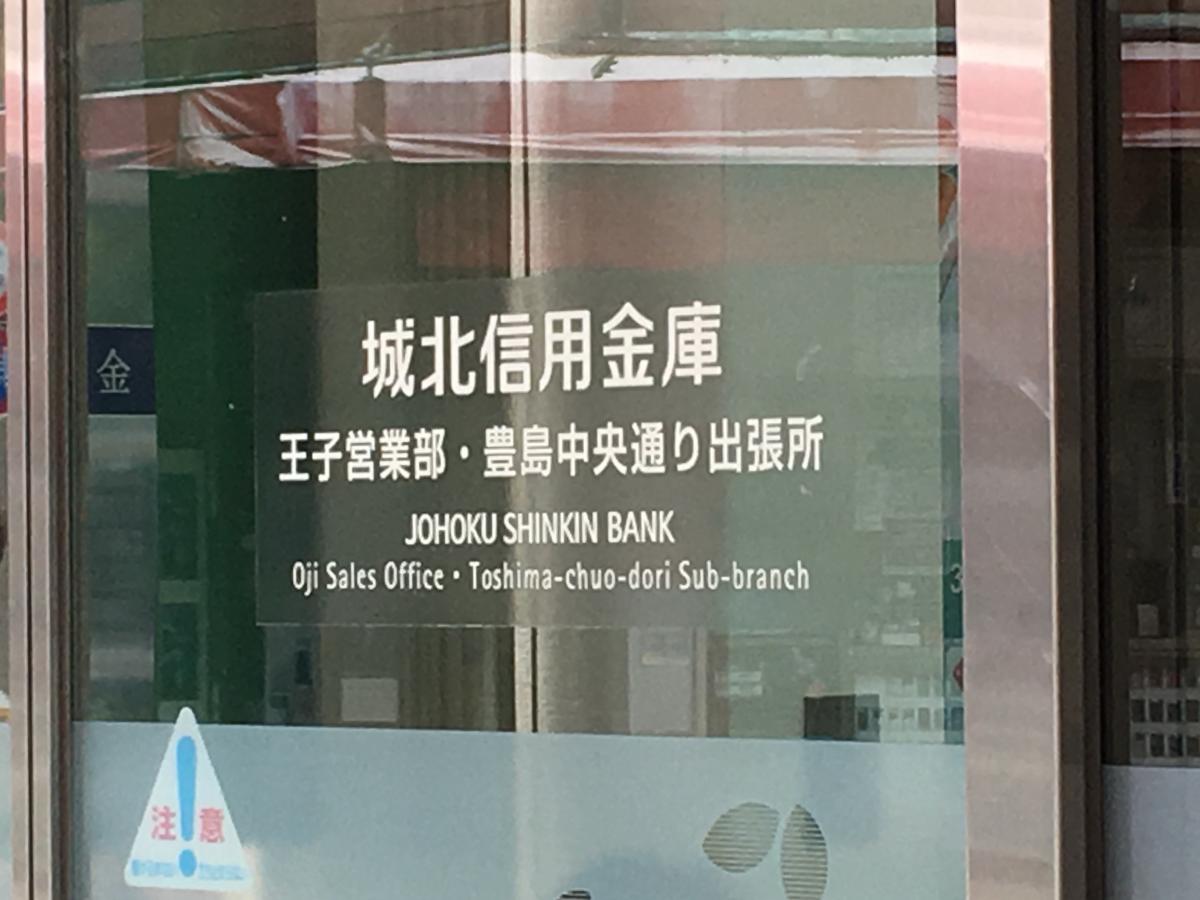 城北信用金庫
王子営業部・豊島中央通り出張所
JOHOKU SHINKIN BANK
Oji Sales Office・Toshima-chuo-dori Sub-branch
金
注意